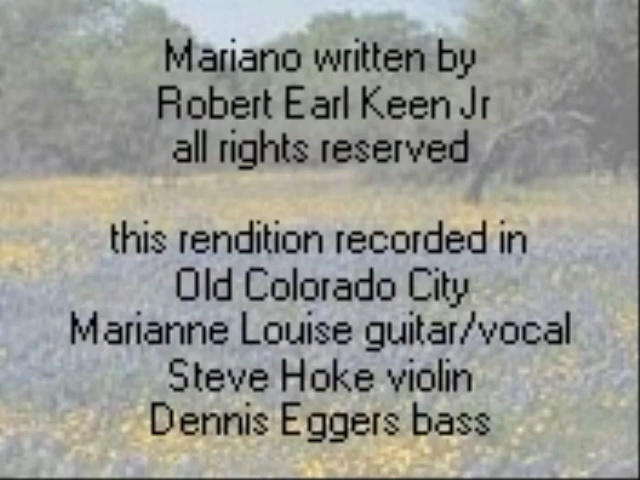 Mariano written by
Robert Earl Keen Jr
all rights reserved
this rendition recorded in
Old Colorado City
Marianne Louise guitar/vocal
Steve Hoke violin
Dennis Eggers bass